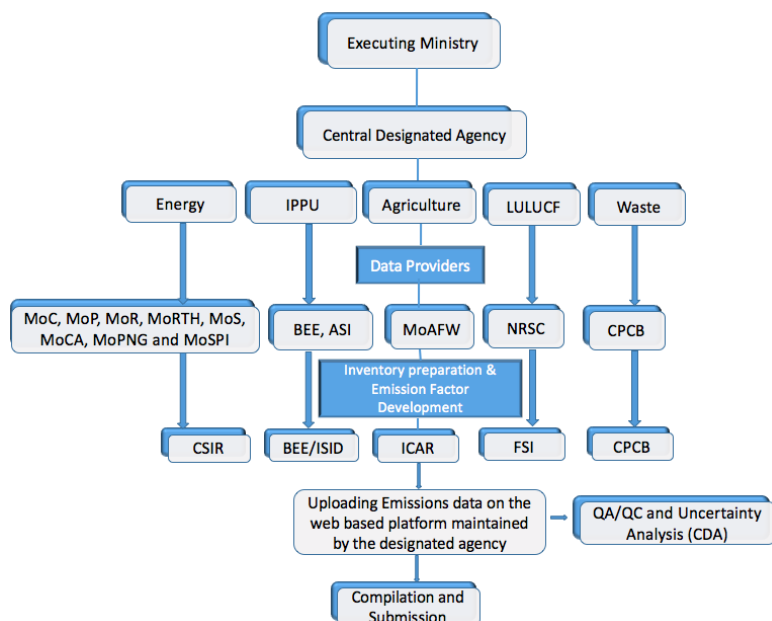 Executing Ministry
Central Designated Agency
Energy
IPPU
Agriculture
LULUCF
Waste
Data Providers
MoC, MoP, MoR, MoRTH, MoS,
MoCA, MoPNG and MoSPI
BEE, ASI
MoAFW
NRSC
CPCB
Inventory preparation &
Emission Factor
Development
CSIR
BEE/ISID
ICAR
FSI
CPCB
Uploading Emissions data on the
web based platform maintained
by the designated agency
QA/QC and Uncertainty
Analysis (CDA)
Compilation and
Submission